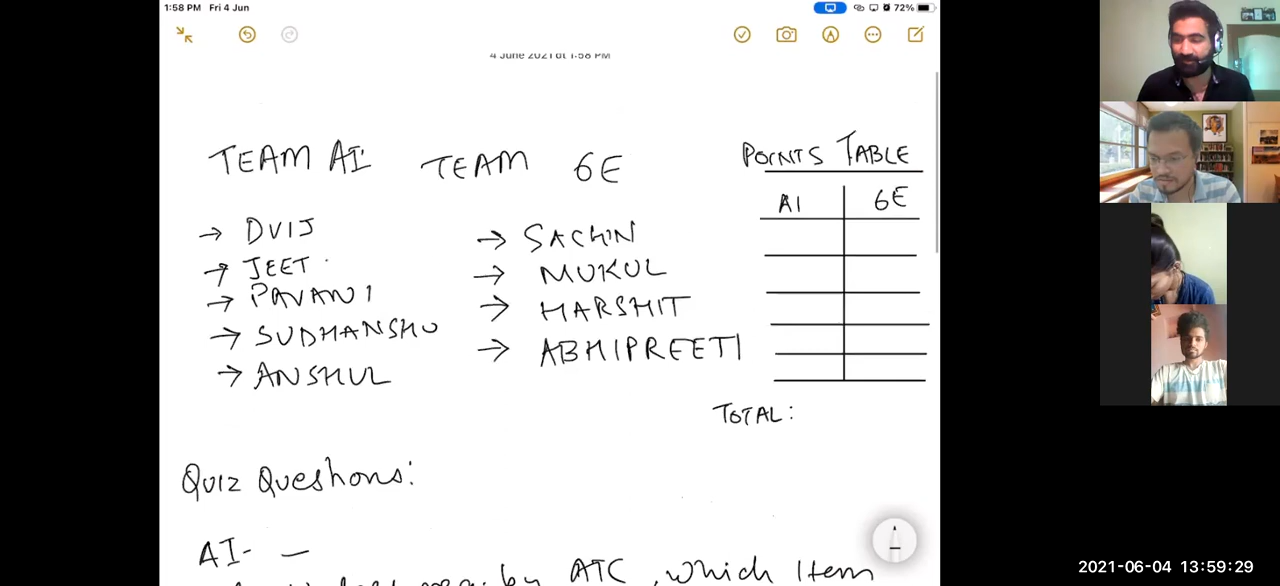 1:58 PM Fri 4 Jun
72%
4 June 2021 at 1:58 PM
TEAM AI
TEAM 6E
POINTS TABLE
AI 6E
→ DVIJ
→ JEET
→ PAVANI
→ SUDHANSHU
→ ANSHUL
→ SACHIN
→ MUKUL
→ HARSHIT
→ ABHIPREETI
TOTAL:
Quiz Questions:
AI- —
by ATC, which Item
2021-06-04 13:59:29